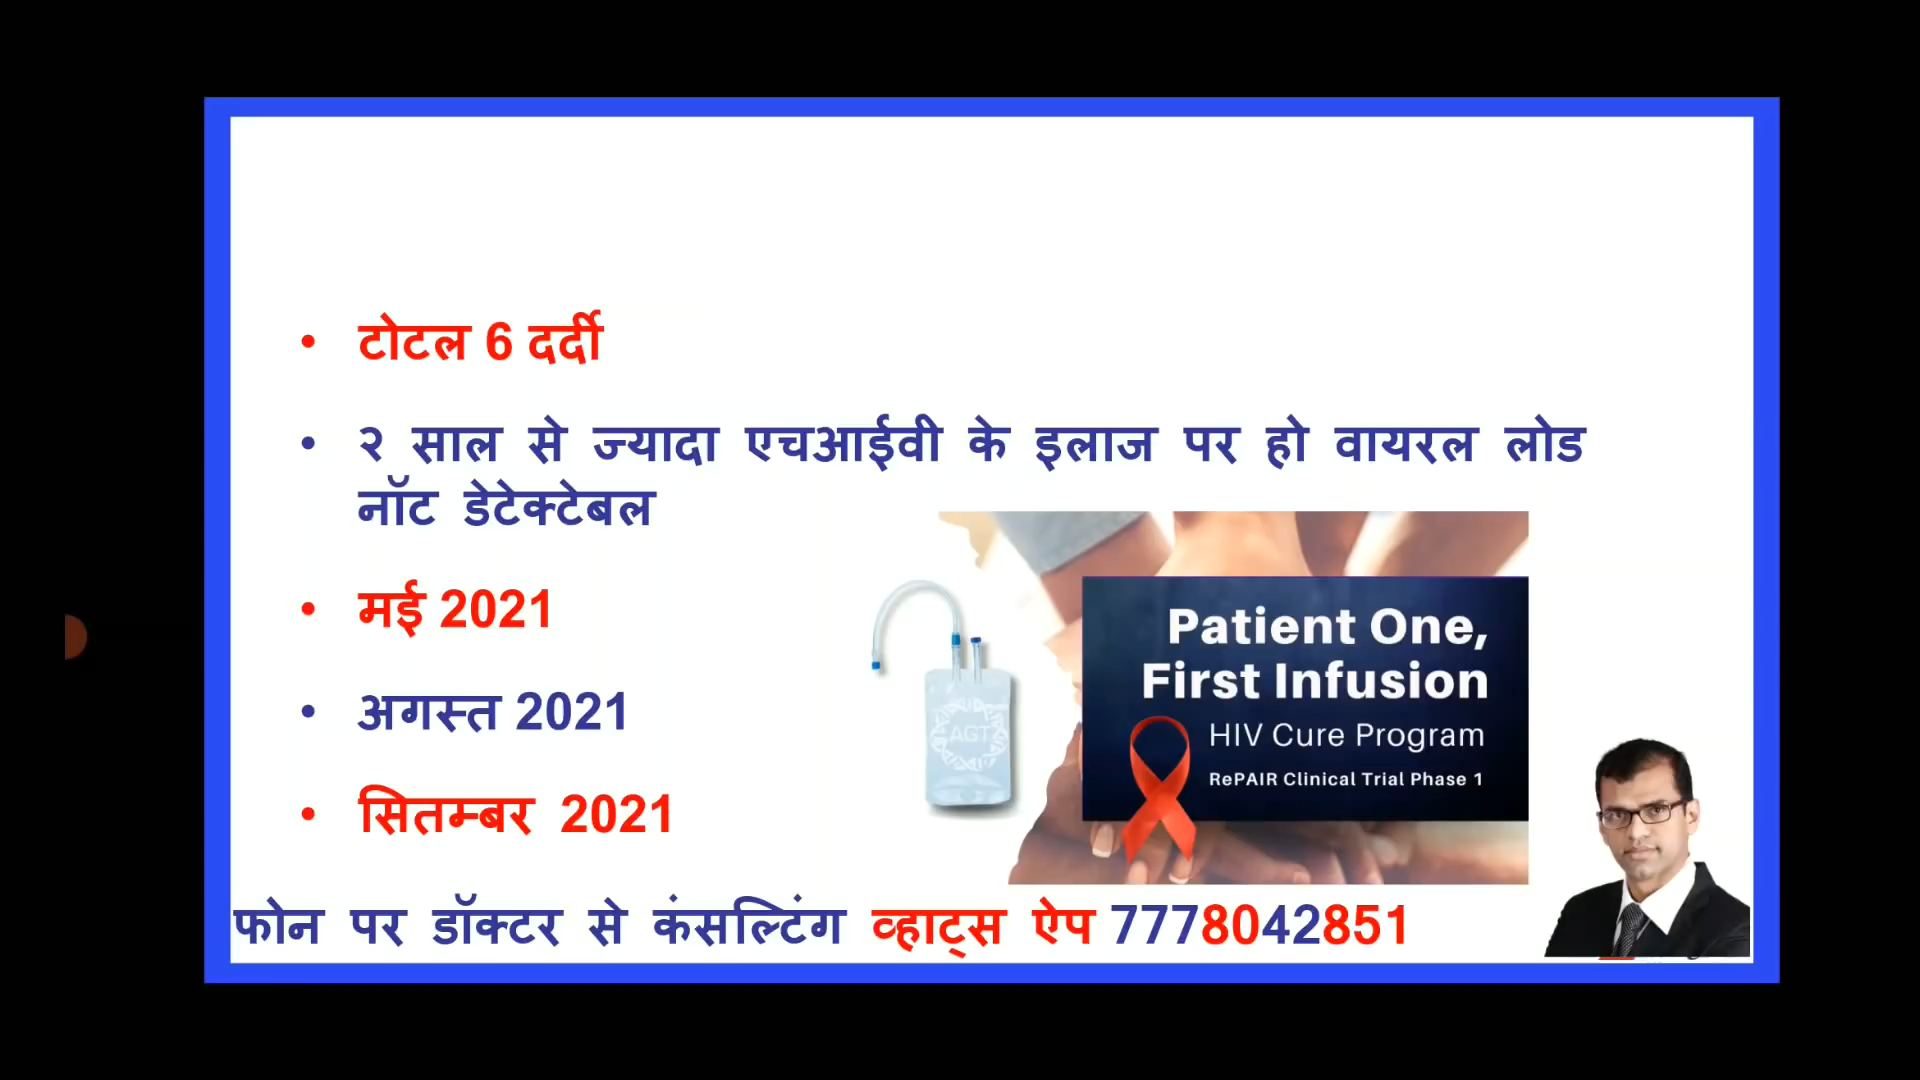 • टोटल 6 दर्दी
• २ साल से ज्यादा एचआईवी के इलाज पर हो वायरल लोड
नॉट डेटेक्टेबल
• मई 2021
• अगस्त 2021
• सितम्बर 2021
AGT
Patient One,
First Infusion
HIV Cure Program
RePAIR Clinical Trial Phase 1
फोन पर डॉक्टर से कंसल्टिंग व्हाट्स ऐप 7778042851